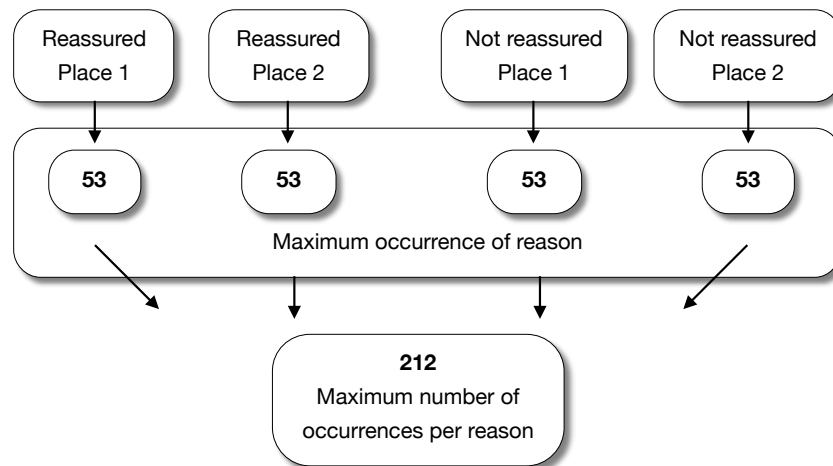 Reassured
Place 1
Reassured
Place 2
Not reassured
Place 1
Not reassured
Place 2
53
53
53
53
Maximum occurrence of reason
212
Maximum number of
occurrences per reason